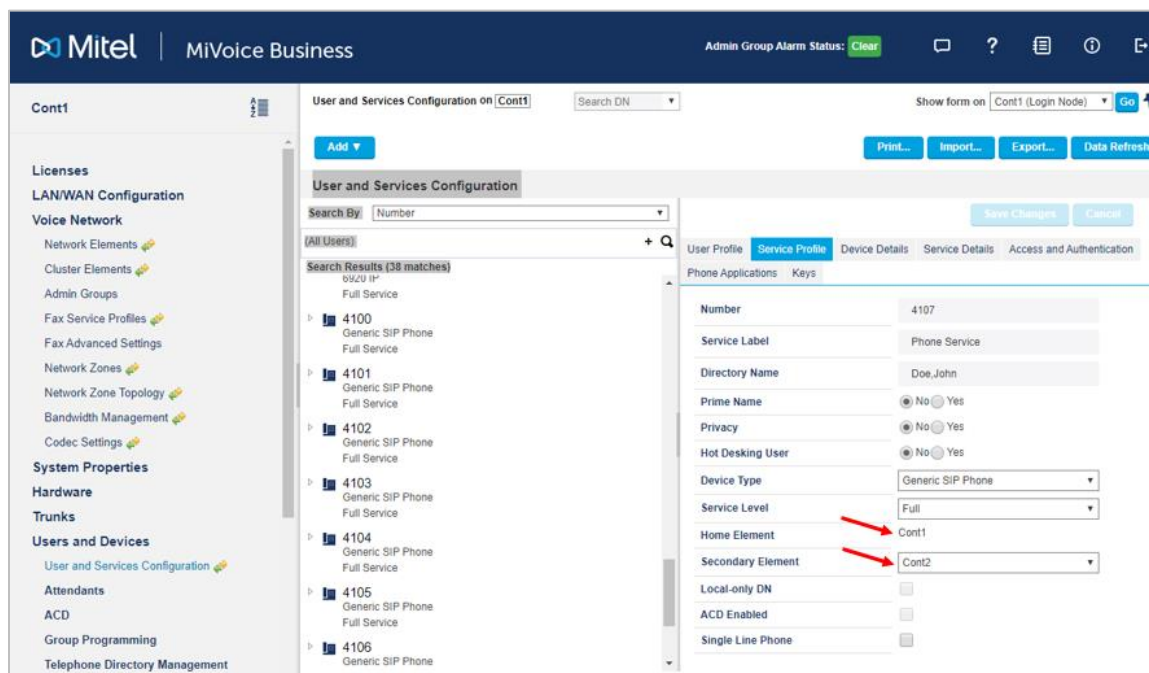 Mitel | MiVoice Business
Admin Group Alarm Status: Clear
?
Cont1
A
Z
User and Services Configuration on Cont1
Search DN
Show form on Cont1 (Login Node) Go
Add
Print... Import... Export... Data Refresh
Licenses
LAN/WAN Configuration
Voice Network
Network Elements
Cluster Elements
Admin Groups
Fax Service Profiles
Fax Advanced Settings
Network Zones
Network Zone Topology
Bandwidth Management
Codec Settings
System Properties
Hardware
Trunks
Users and Devices
User and Services Configuration
Attendants
ACD
Group Programming
Telephone Directory Management
User and Services Configuration
Search By Number
(All Users) +
Search Results (38 matches)
6920 IP
Full Service
4100
Generic SIP Phone
Full Service
4101
Generic SIP Phone
Full Service
4102
Generic SIP Phone
Full Service
4103
Generic SIP Phone
Full Service
4104
Generic SIP Phone
Full Service
4105
Generic SIP Phone
Full Service
4106
Generic SIP Phone
Save Changes Cancel
User Profile Service Profile Device Details Service Details Access and Authentication
Phone Applications Keys
Number 4107
Service Label Phone Service
Directory Name Doe,John
Prime Name No Yes
Privacy No Yes
Hot Desking User No Yes
Device Type Generic SIP Phone
Service Level Full
Home Element Cont1
Secondary Element Cont2
Local-only DN
ACD Enabled
Single Line Phone